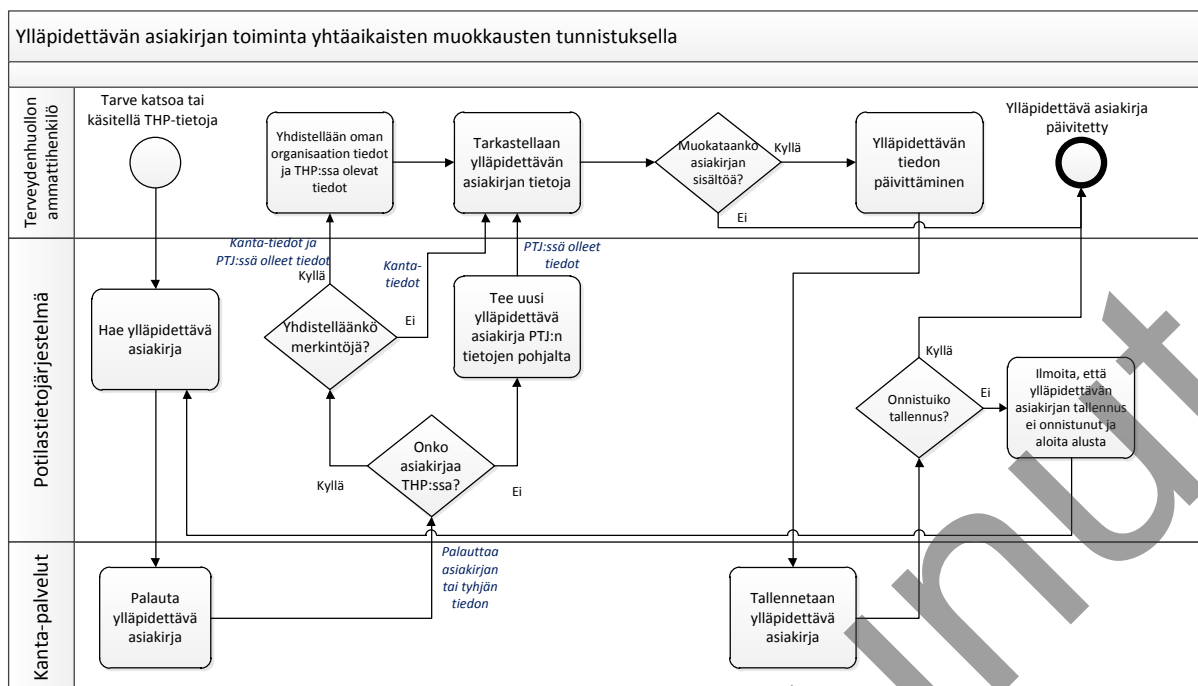 Ylläpidettävän asiakirjan toiminta yhtäaikaisten muokkausten tunnistuksella
Terveydenhuollon
ammattihenkilö
Tarve katsoa tai
käsitellä THP-tietoja
Yhdistellään oman
organisaation tiedot
ja THP:ssa olevat
tiedot
Tarkastellaan
ylläpidettävän
asiakirjan tietoja
Muokataanko
asiakirjan
sisältöä?
Kyllä
Ei
Ylläpidettävän
tiedon
päivittäminen
Ylläpidettävä asiakirja
päivitetty
Potilastietojärjestelmä
Hae ylläpidettävä
asiakirja
Kanta-tiedot ja
PTJ:ssä olleet tiedot
Kyllä
Yhdistelläänkö
merkintöjä?
Ei
Kanta-
tiedot
PTJ:ssä olleet
tiedot
Tee uusi
ylläpidettävä
asiakirja PTJ:n
tietojen pohjalta
Onko
asiakirjaa
THP:ssa?
Kyllä
Ei
Kyllä
Onnistuiko
tallennus?
Ei
Ilmoita, että
ylläpidettävän
asiakirjan tallennus
ei onnistunut ja
aloita alusta
Kanta-palvelut
Palauta
ylläpidettävä
asiakirja
Palauttaa
asiakirjan
tai tyhjän
tiedon
Tallennetaan
ylläpidettävä
asiakirja